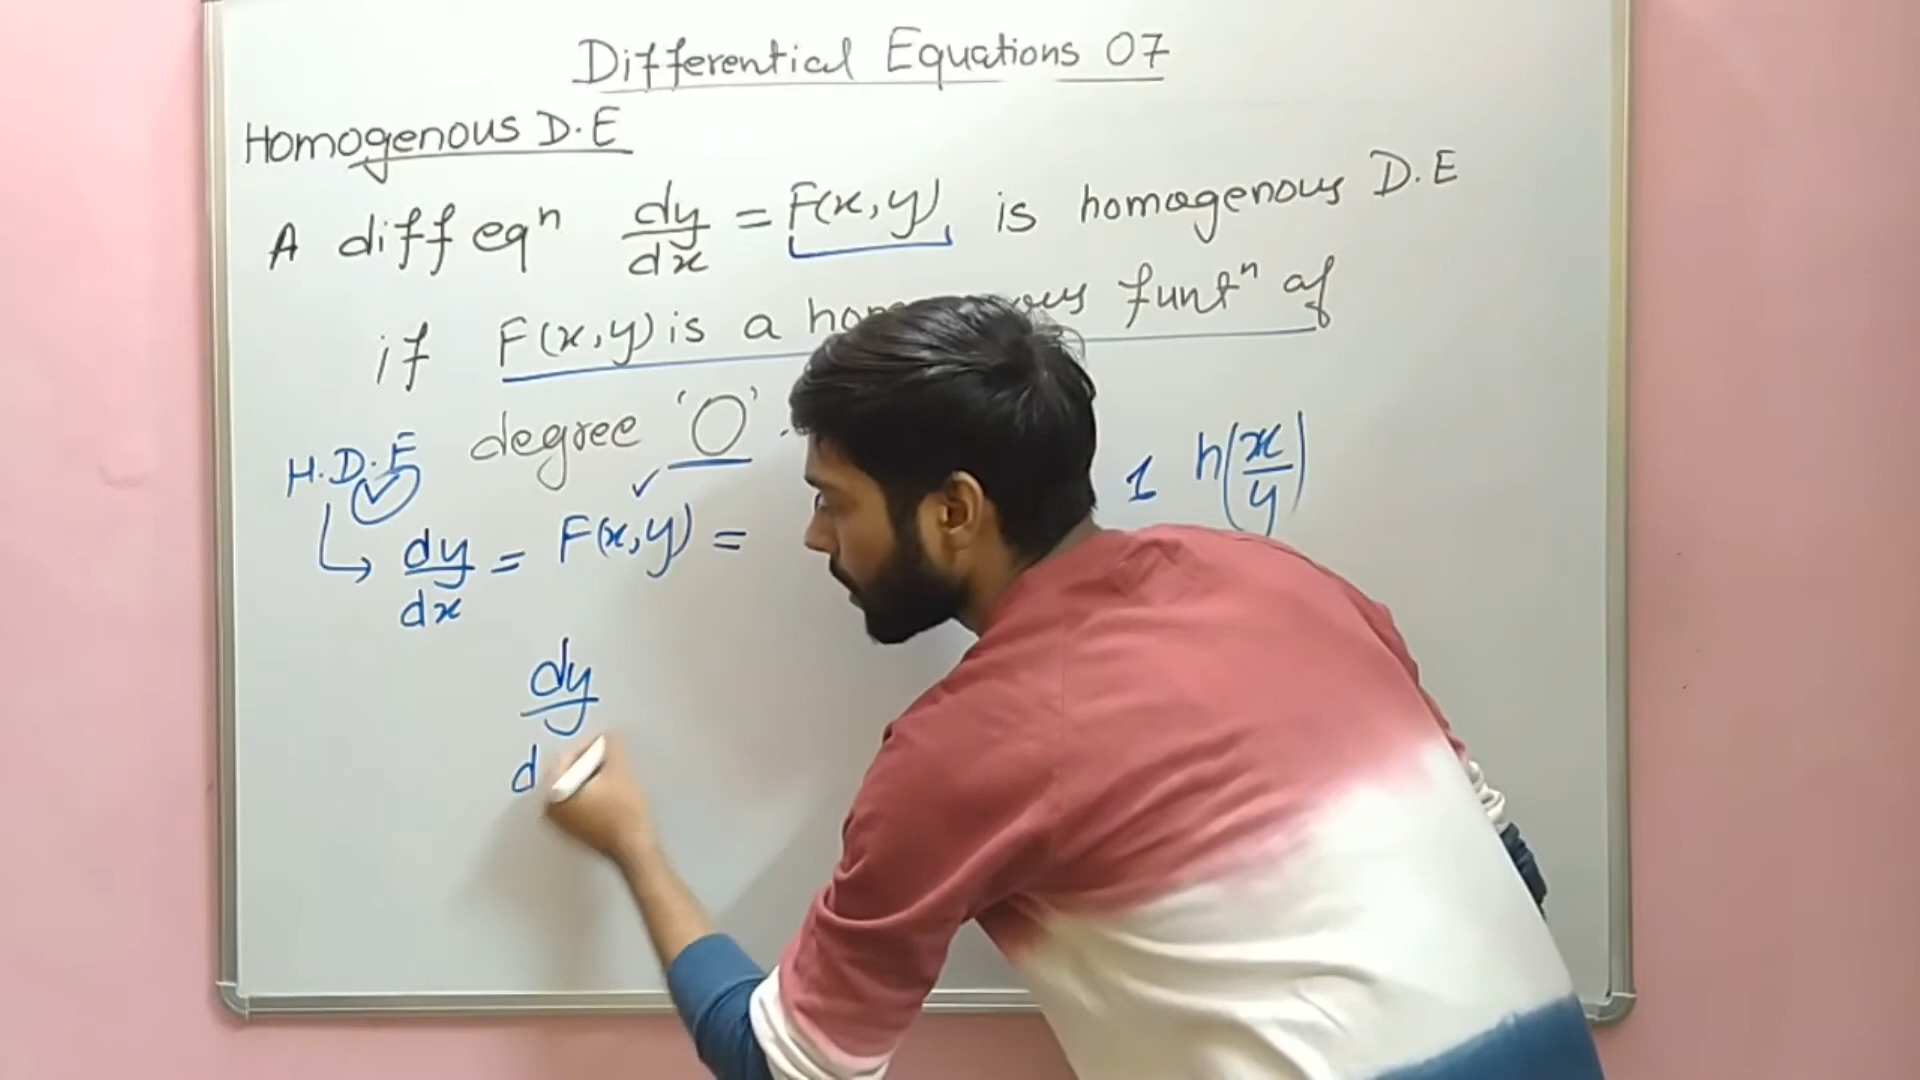 Differential Equations 07
Homogenous D.E
A diff eqⁿ dy/dx = F(x,y) is homogenous D.E
if F(x,y) is a funtⁿ of
degree 'O'.
H.D.E
1 h(x/y)
dy/dx = F(x,y) =
dy/d